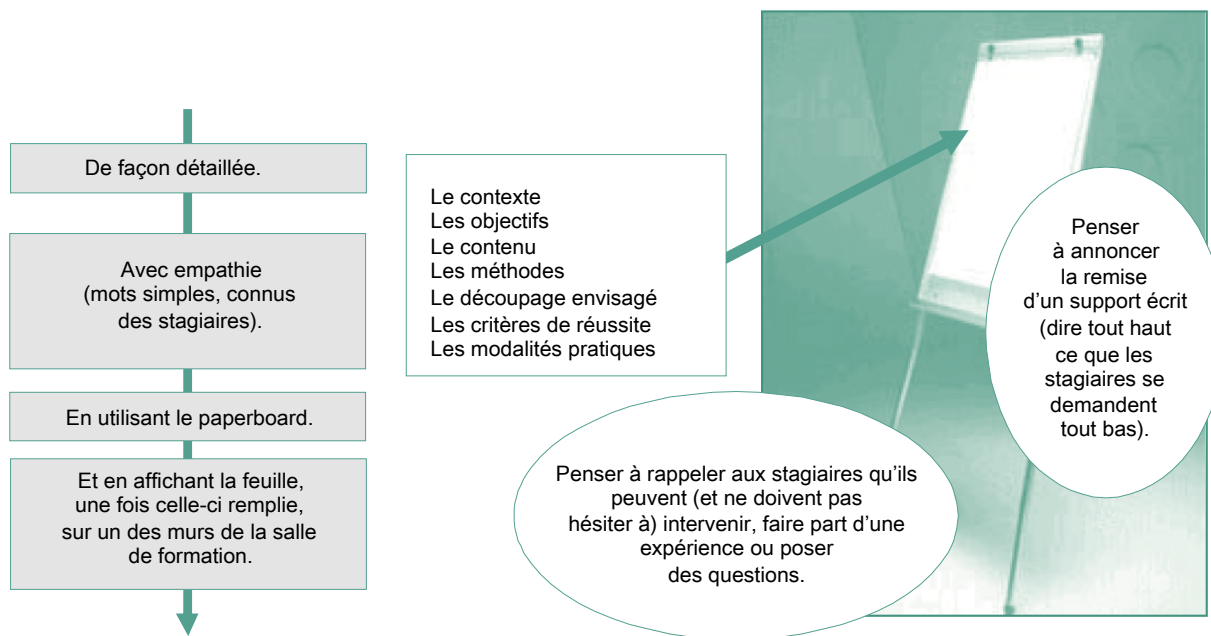 De façon détaillée.
Avec empathie
(mots simples, connus
des stagiaires).
En utilisant le paperboard.
Et en affichant la feuille,
une fois celle-ci remplie,
sur un des murs de la salle
de formation.
Le contexte
Les objectifs
Le contenu
Les méthodes
Le découpage envisagé
Les critères de réussite
Les modalités pratiques
Penser
à annoncer
la remise
d’un support écrit
(dire tout haut
ce que les
stagiaires se
demandent
tout bas).
Penser à rappeler aux stagiaires qu’ils
peuvent (et ne doivent pas
hésiter à) intervenir, faire part d’une
expérience ou poser
des questions.